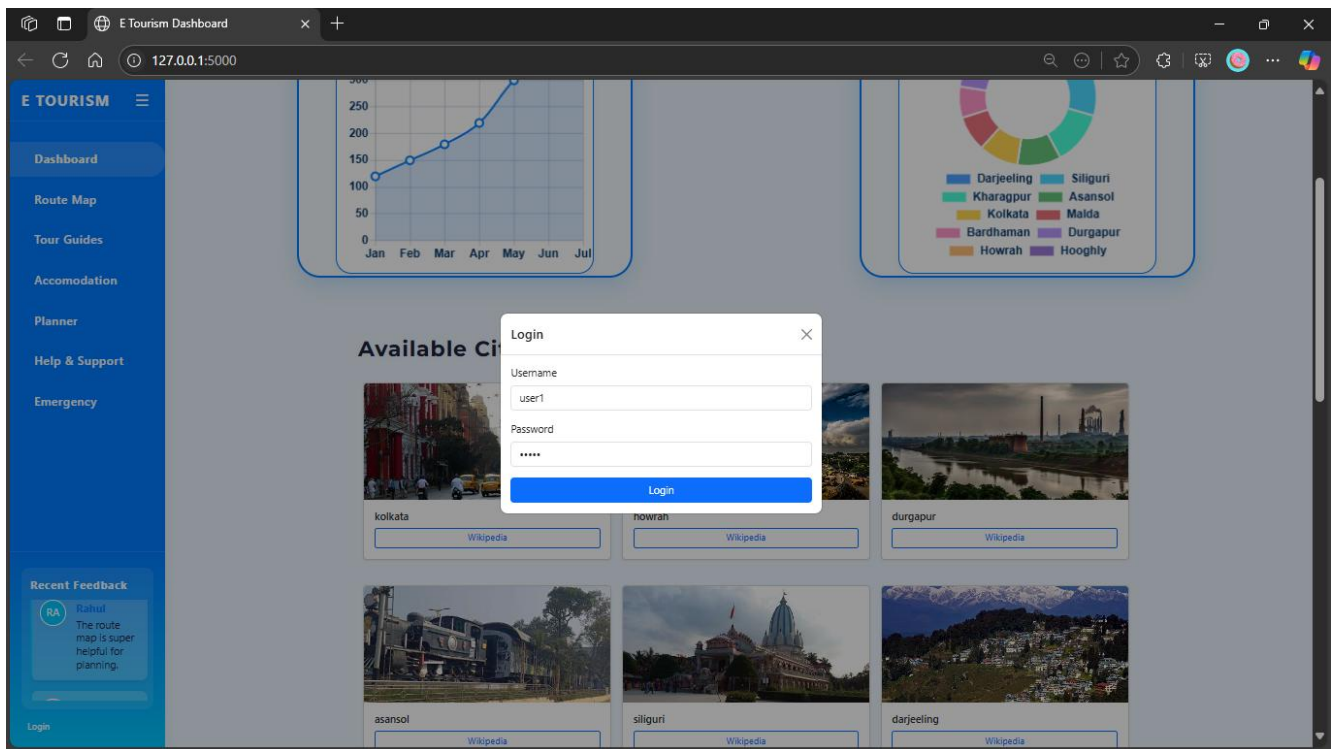 E Tourism Dashboard
127.0.0.1:5000
E TOURISM
Dashboard
Route Map
Tour Guides
Accomodation
Planner
Help & Support
Emergency
Recent Feedback
RA
Rahul
The route
map is super
helpful for
planning.
Login
300
250
200
150
100
50
0
Jan Feb Mar Apr May Jun Jul
Darjeeling Siliguri
Kharagpur Asansol
Kolkata Malda
Bardhaman Durgapur
Howrah Hooghly
Available Ci
Login
Username
user1
Password
•••••
Login
kolkata
Wikipedia
howrah
Wikipedia
durgapur
Wikipedia
asansol
Wikipedia
siliguri
Wikipedia
darjeeling
Wikipedia